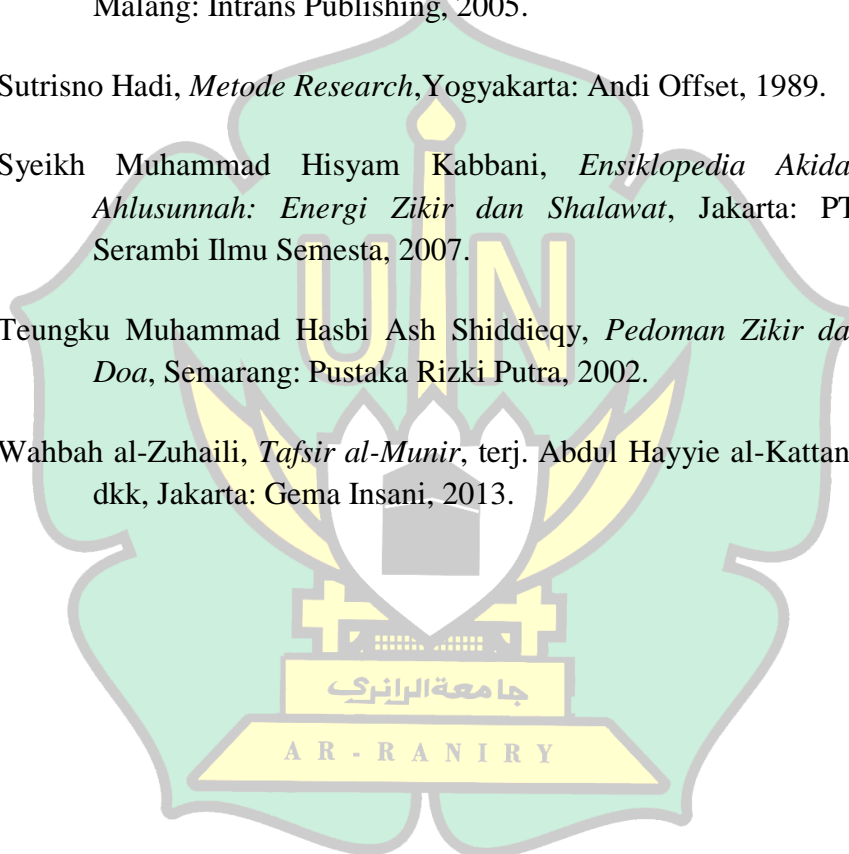 Malang: Intrans Publishing, 2005.
Sutrisno Hadi, Metode Research,Yogyakarta: Andi Offset, 1989.
Syeikh Muhammad Hisyam Kabbani, Ensiklopedia Akida
Ahlusunnah: Energi Zikir dan Shalawat, Jakarta: PT
Serambi Ilmu Semesta, 2007.
Teungku Muhammad Hasbi Ash Shiddieqy, Pedoman Zikir da
Doa, Semarang: Pustaka Rizki Putra, 2002.
Wahbah al-Zuhaili, Tafsir al-Munir, terj. Abdul Hayyie al-Kattani
dkk, Jakarta: Gema Insani, 2013.
UIN
جامعةالرانري
AR-RANIRY